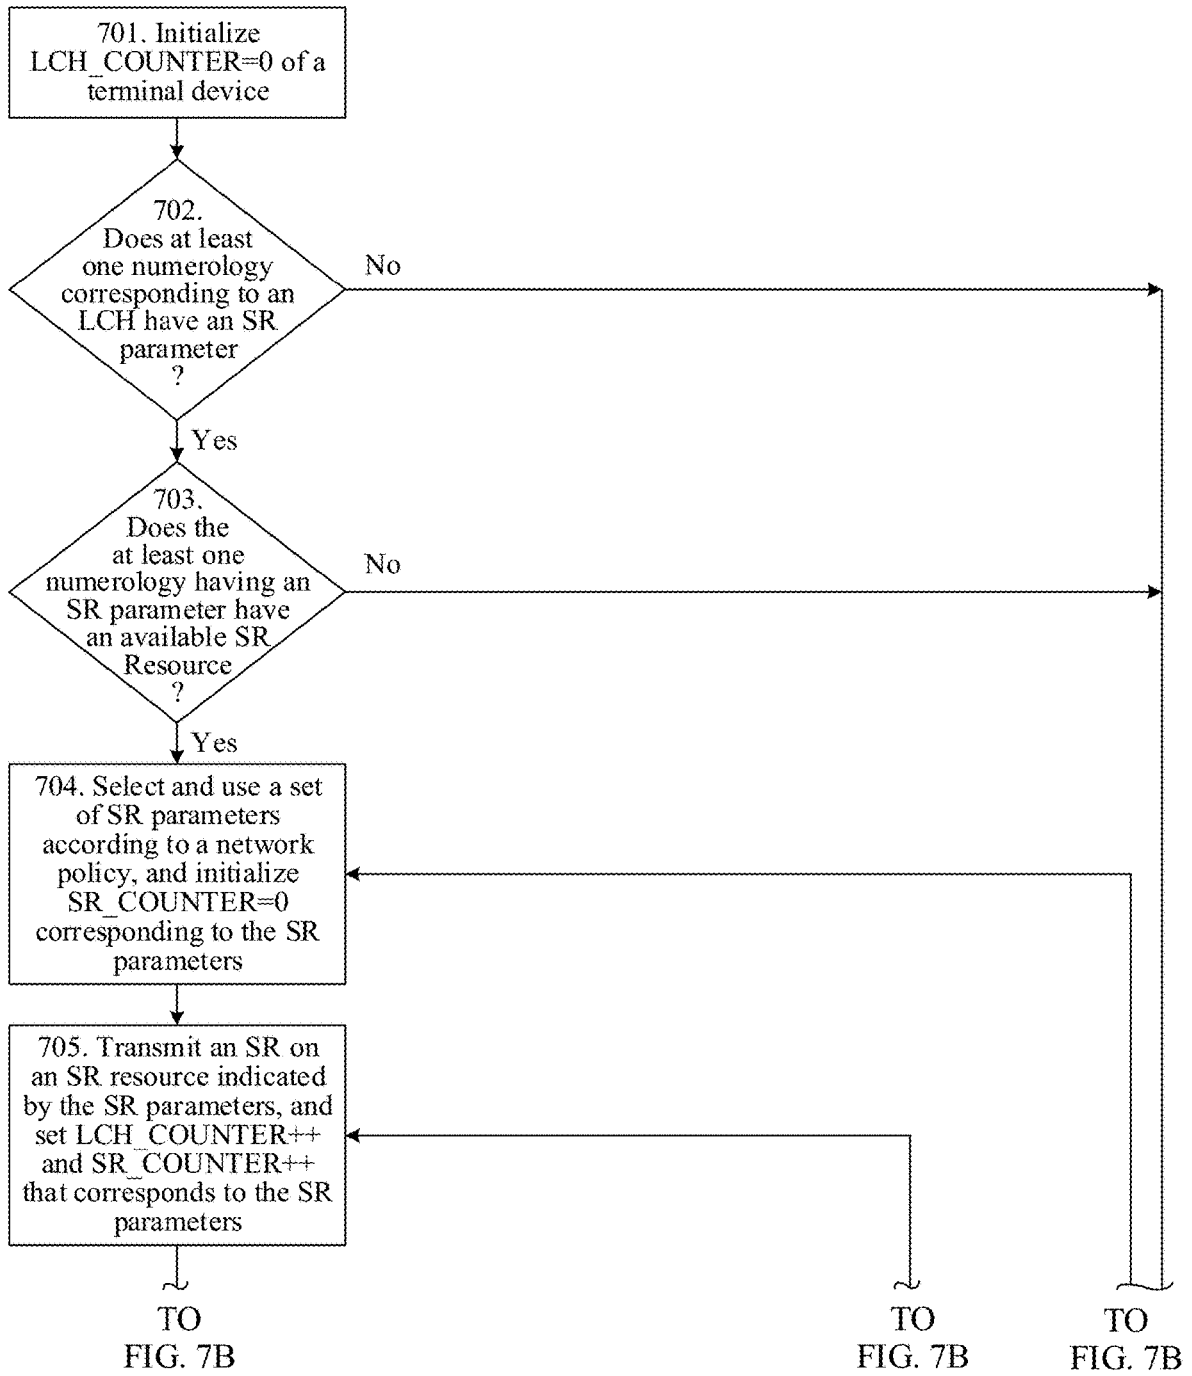 701. Initialize
LCH_COUNTER=0 of a
terminal device
702.
Does at least
one numerology
corresponding to an
LCH have an SR
parameter
?
No
Yes
703.
Does the
at least one
numerology having an
SR parameter have
an available SR
Resource
?
No
Yes
704. Select and use a set
of SR parameters
according to a network
policy, and initialize
SR_COUNTER=0
corresponding to the SR
parameters
705. Transmit an SR on
an SR resource indicated
by the SR parameters, and
set LCH_COUNTER++
and SR_COUNTER++
that corresponds to the SR
parameters
TO
FIG. 7B
TO
FIG. 7B
TO
FIG. 7B